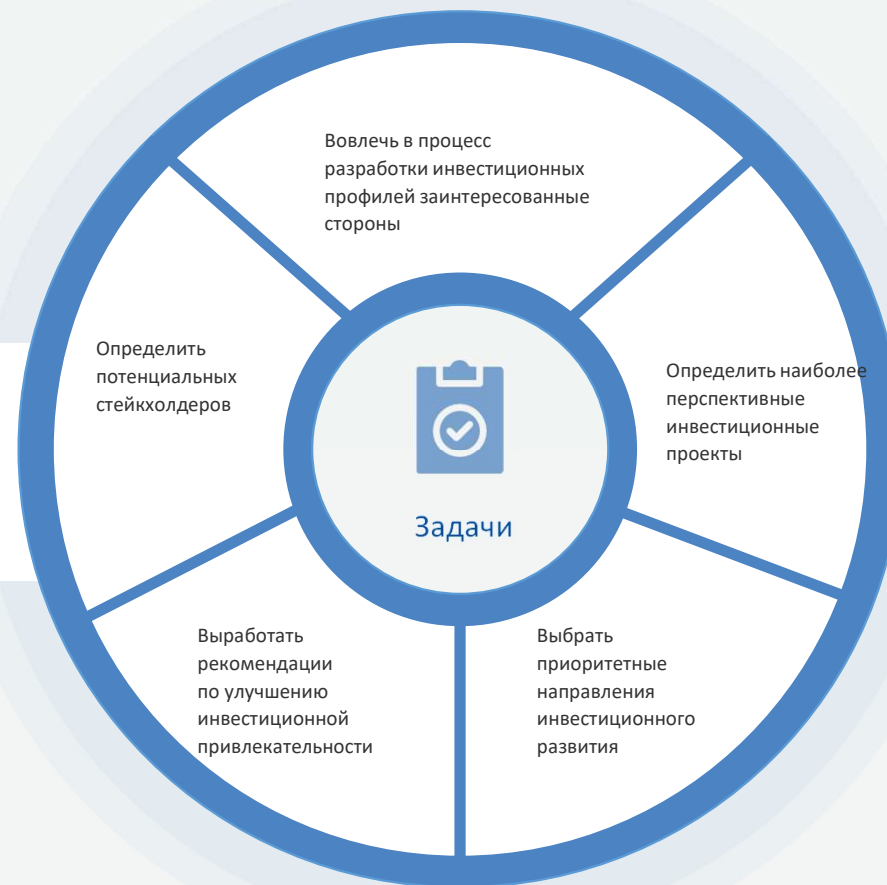 Вовлечь в процесс
разработки инвестиционных
профилей заинтересованные
стороны
Определить
потенциальных
стейкхолдеров
Определить наиболее
перспективные
инвестиционные
проекты
Задачи
Выработать
рекомендации
по улучшению
инвестиционной
привлекательности
Выбрать
приоритетные
направления
инвестиционного
развития